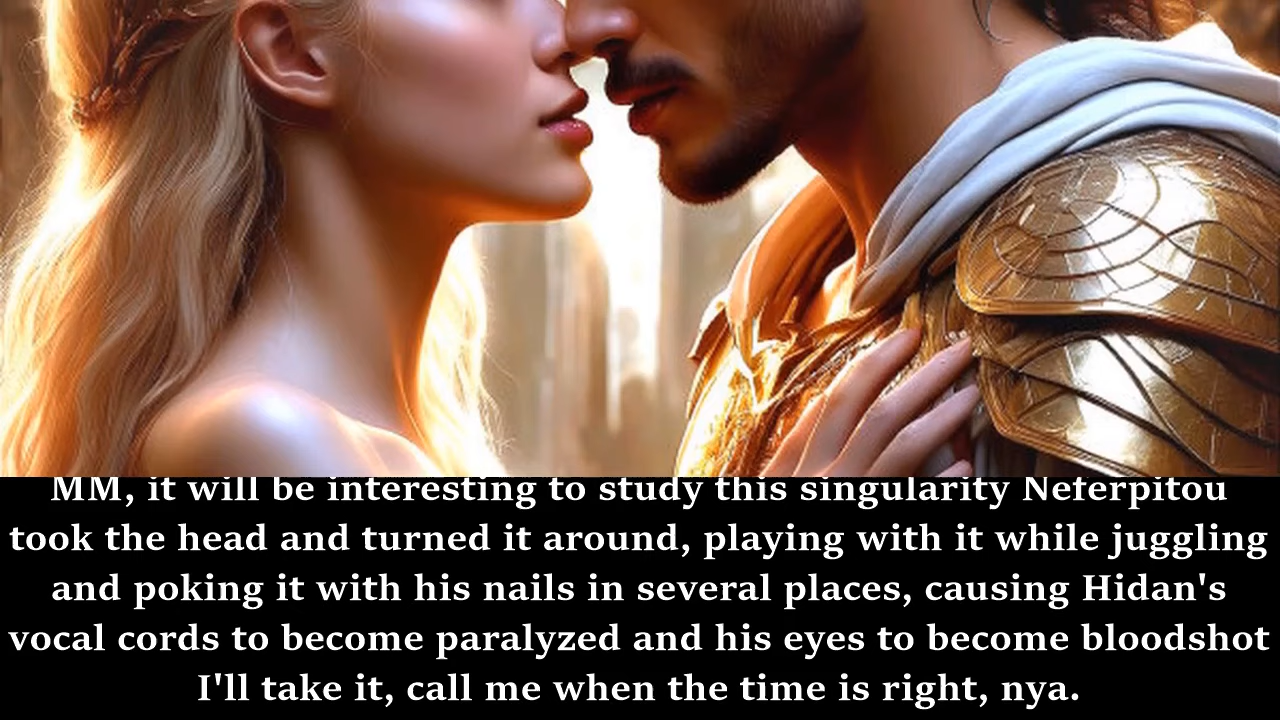 MM, it will be interesting to study this singularity Neferpitou
took the head and turned it around, playing with it while juggling
and poking it with his nails in several places, causing Hidan's
vocal cords to become paralyzed and his eyes to become bloodshot
I'll take it, call me when the time is right, nya.